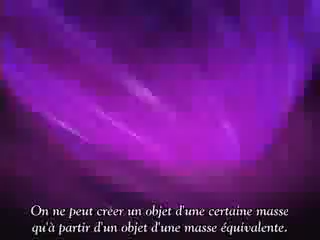 On ne peut créer un objet d'une certaine masse
qu'à partir d'un objet d'une masse équivalente.